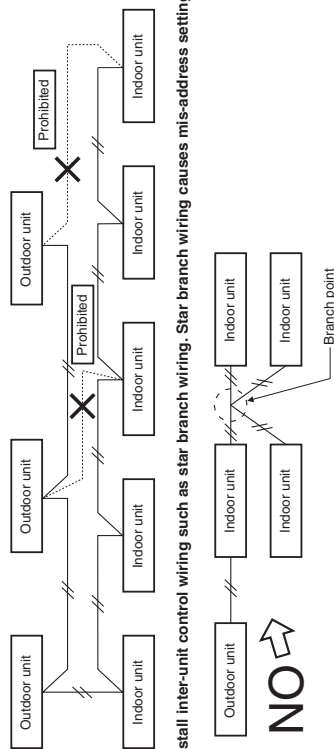 Outdoor unit
Outdoor unit
Outdoor unit
Prohibited
Prohibited
Indoor unit
Indoor unit
Indoor unit
Indoor unit
Indoor unit
stall inter-unit control wiring such as star branch wiring. Star branch wiring causes mis-address setting
Outdoor unit
Indoor unit
Indoor unit
NO
Indoor unit
Indoor unit
Branch point